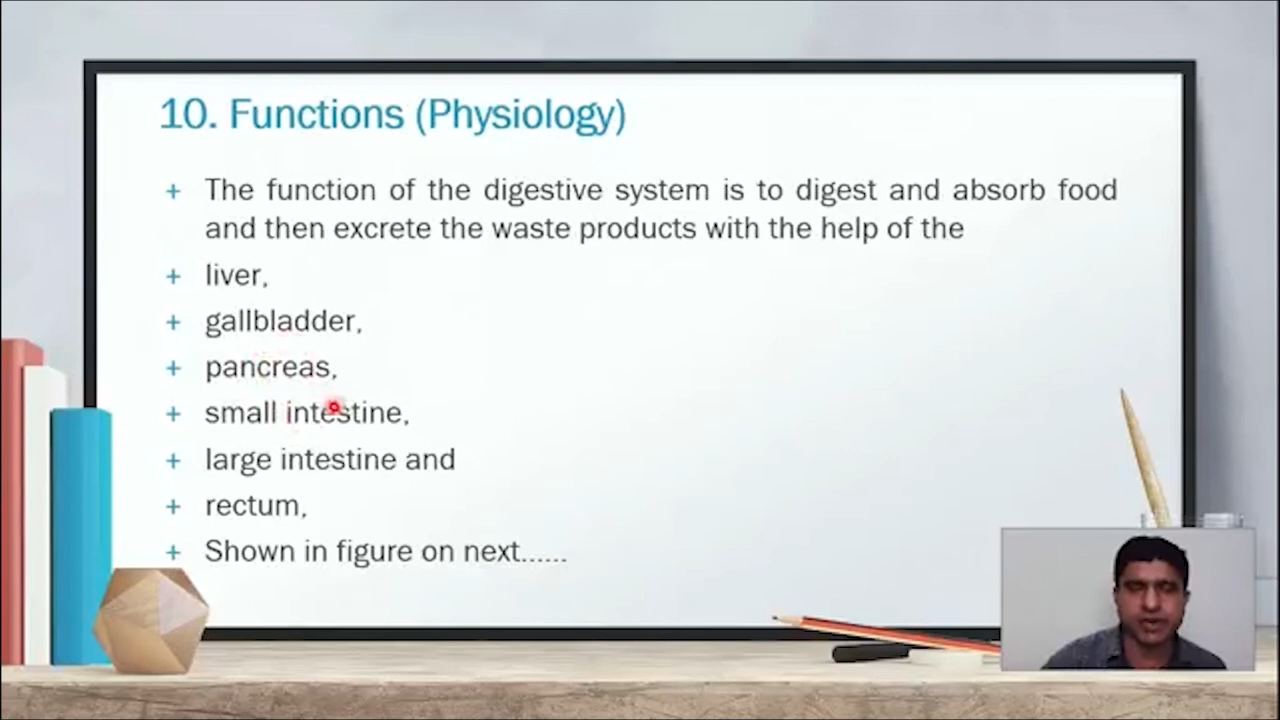 10. Functions (Physiology)
+ The function of the digestive system is to digest and absorb food
and then excrete the waste products with the help of the
+ liver,
+ gallbladder,
+ pancreas,
+ small intestine,
+ large intestine and
+ rectum,
+ Shown in figure on next......